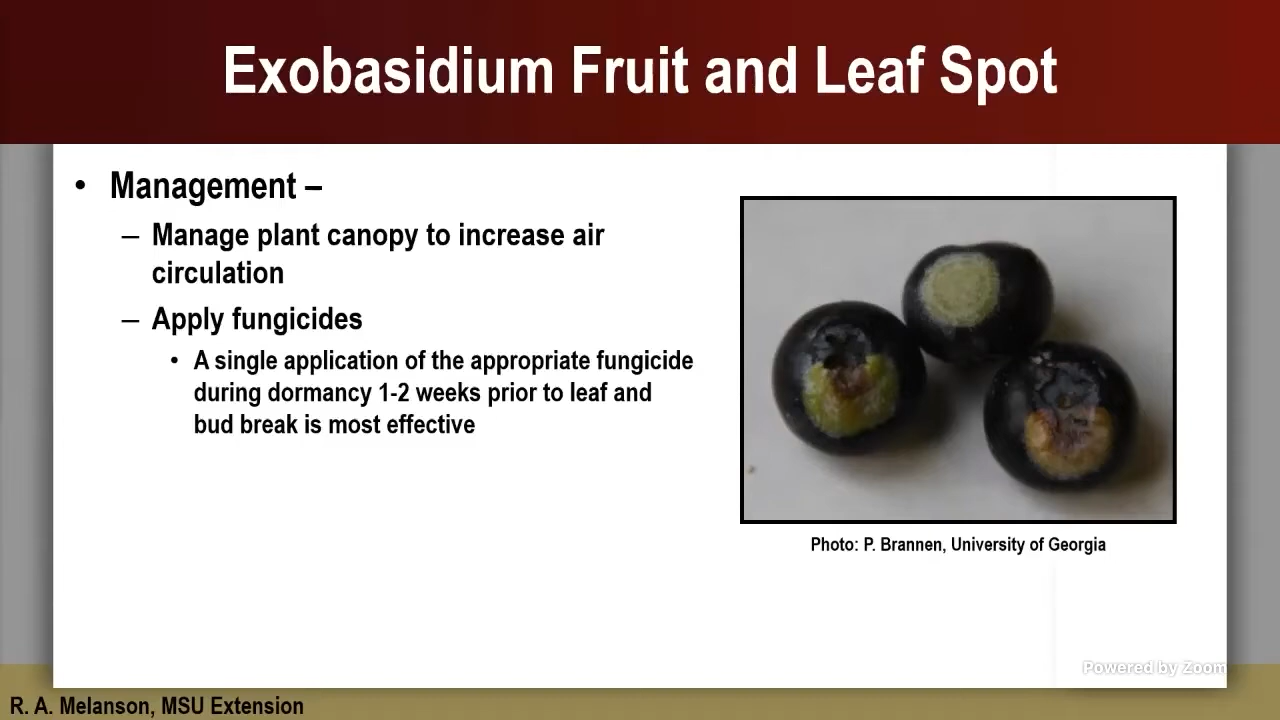 Exobasidium Fruit and Leaf Spot
• Management –
– Manage plant canopy to increase air
circulation
– Apply fungicides
• A single application of the appropriate fungicide
during dormancy 1-2 weeks prior to leaf and
bud break is most effective
Photo: P. Brannen, University of Georgia
Powered by Zoom
R. A. Melanson, MSU Extension